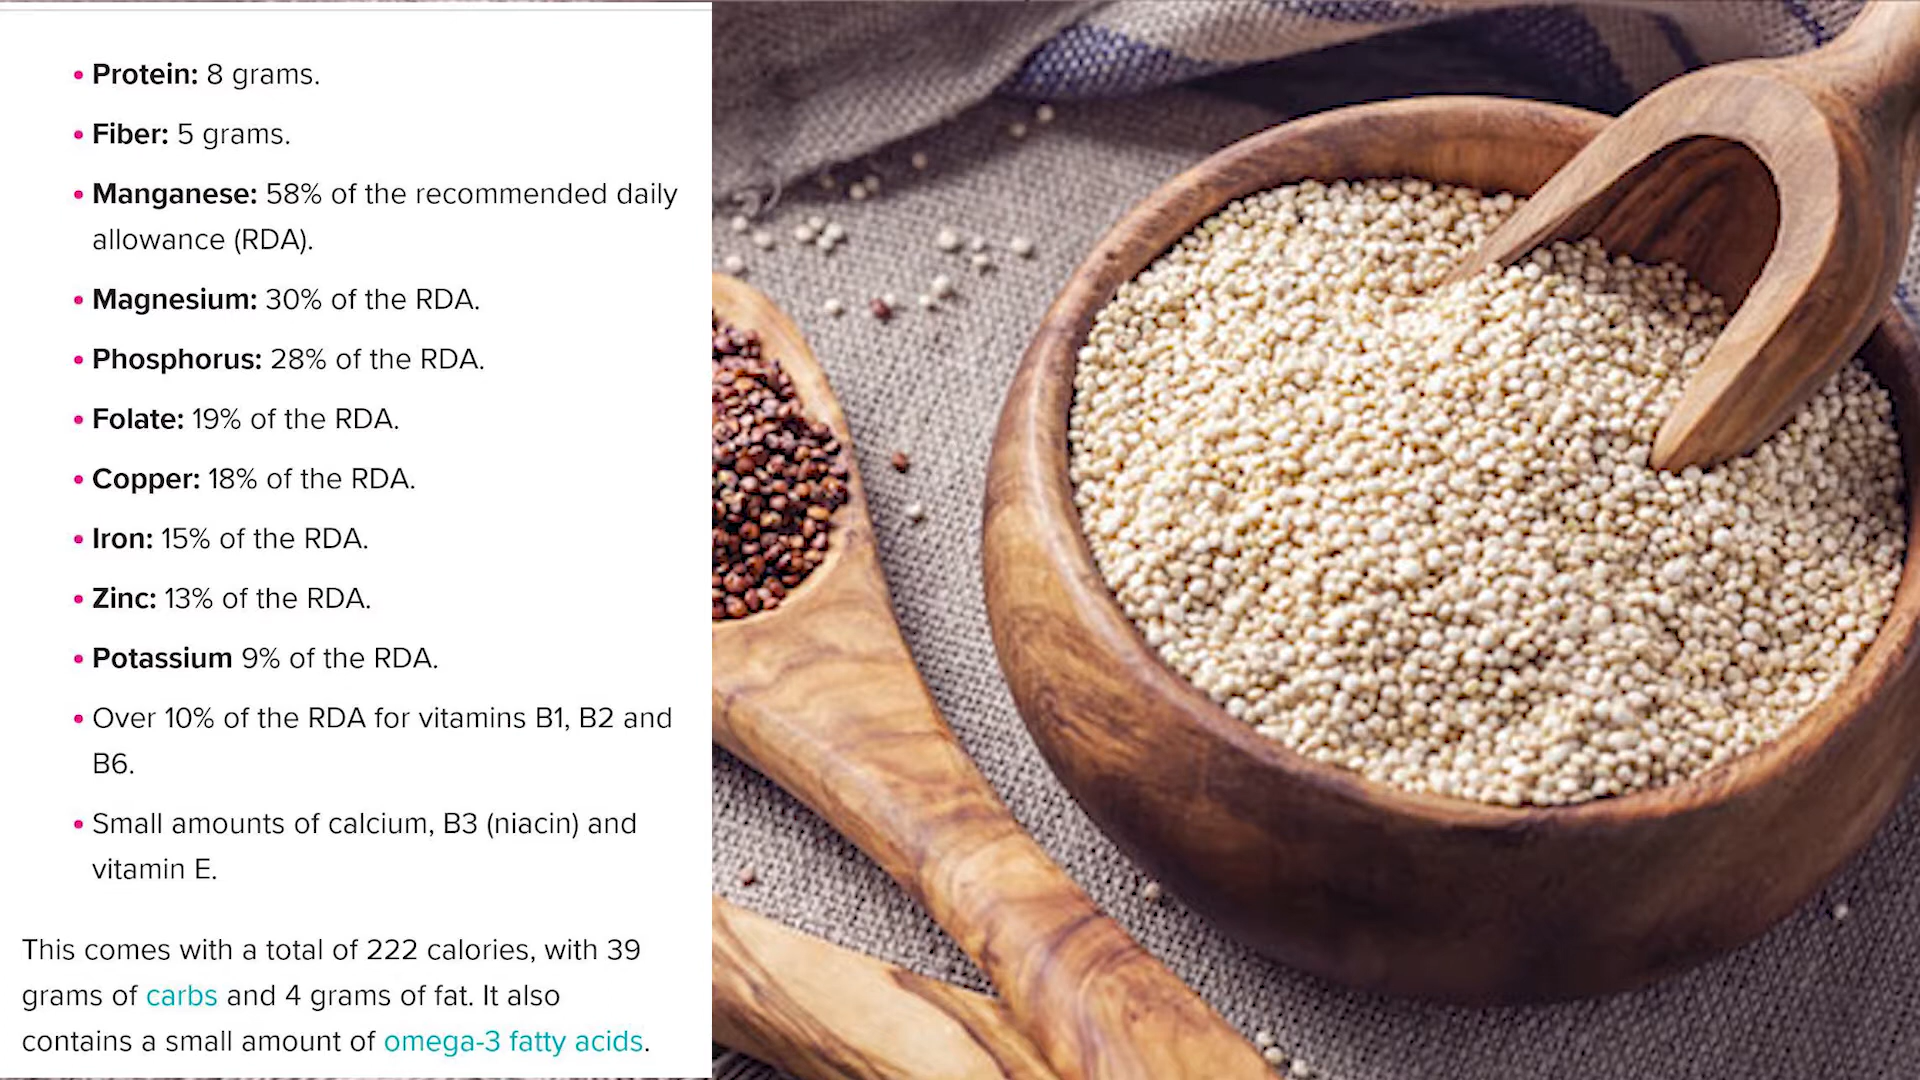 • Protein: 8 grams.
• Fiber: 5 grams.
• Manganese: 58% of the recommended daily
allowance (RDA).
• Magnesium: 30% of the RDA.
• Phosphorus: 28% of the RDA.
• Folate: 19% of the RDA.
• Copper: 18% of the RDA.
• Iron: 15% of the RDA.
• Zinc: 13% of the RDA.
• Potassium 9% of the RDA.
• Over 10% of the RDA for vitamins B1, B2 and
B6.
• Small amounts of calcium, B3 (niacin) and
vitamin E.
This comes with a total of 222 calories, with 39
grams of carbs and 4 grams of fat. It also
contains a small amount of omega-3 fatty acids.